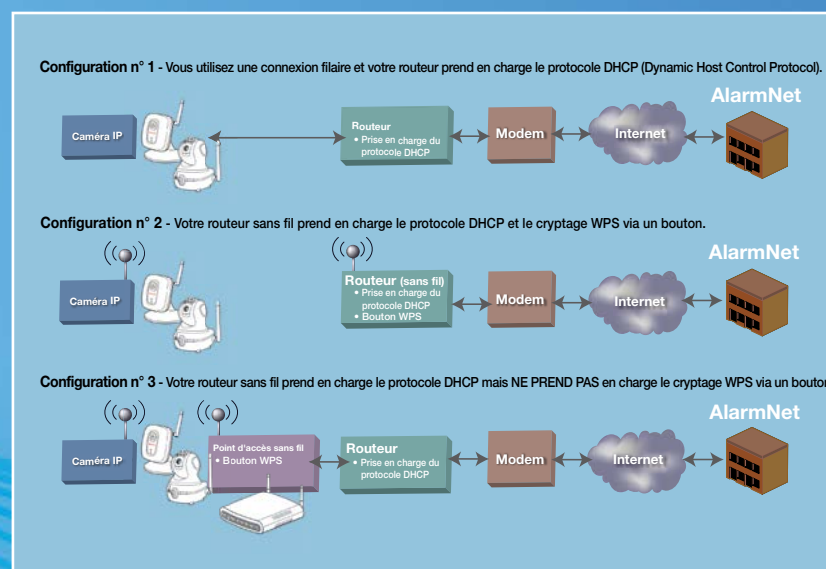 Configuration n° 1 - Vous utilisez une connexion filaire et votre routeur prend en charge le protocole DHCP (Dynamic Host Control Protocol).
AlarmNet
Caméra IP
Routeur
• Prise en charge du
protocole DHCP
Modem
Internet
Configuration n° 2 - Votre routeur sans fil prend en charge le protocole DHCP et le cryptage WPS via un bouton.
AlarmNet
Caméra IP
Routeur (sans fil)
• Prise en charge du
protocole DHCP
• Bouton WPS
Modem
Internet
Configuration n° 3 - Votre routeur sans fil prend en charge le protocole DHCP mais NE PREND PAS en charge le cryptage WPS via un bouton
AlarmNet
Caméra IP
Point d'accès sans fil
• Bouton WPS
Routeur
• Prise en charge du
protocole DHCP
Modem
Internet